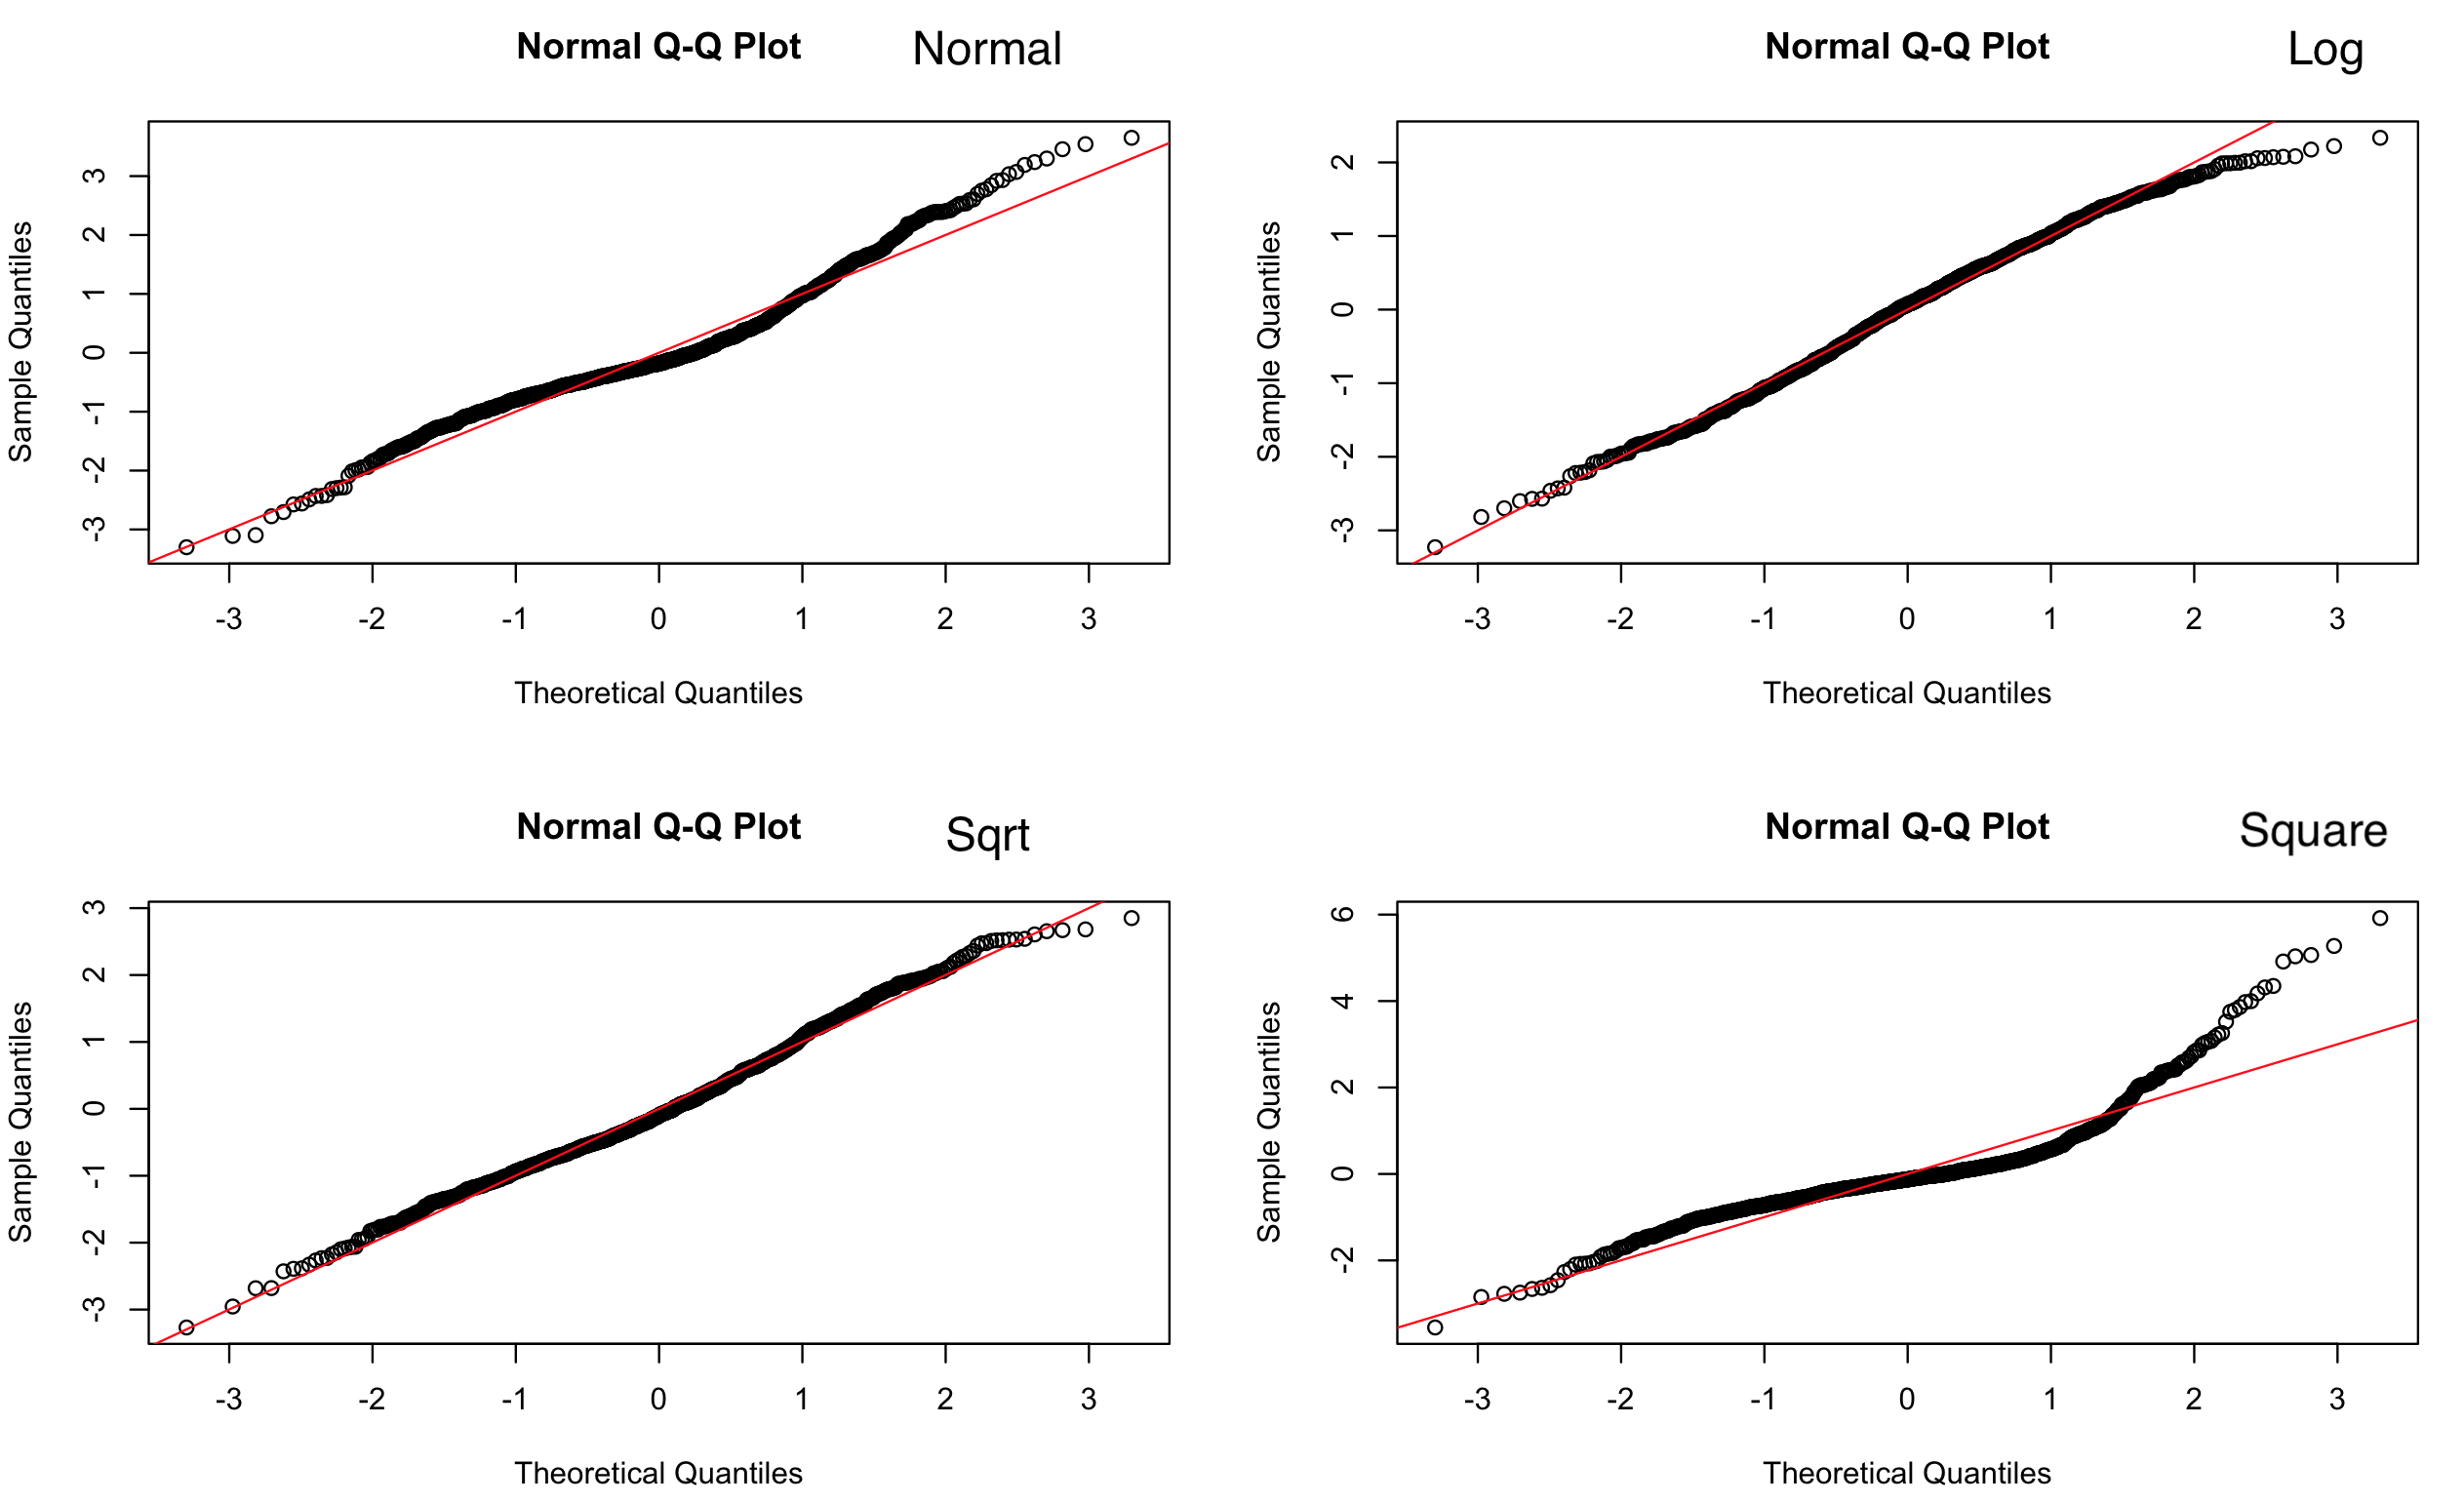 Normal Q-Q Plot
Normal
Sample Quantiles
3
2
1
0
-1
-2
-3
-3 -2 -1 0 1 2 3
Theoretical Quantiles
Normal Q-Q Plot
Log
Sample Quantiles
2
1
0
-1
-2
-3
-3 -2 -1 0 1 2 3
Theoretical Quantiles
Normal Q-Q Plot
Sqrt
Sample Quantiles
3
2
1
0
-1
-2
-3
-3 -2 -1 0 1 2 3
Theoretical Quantiles
Normal Q-Q Plot
Square
Sample Quantiles
6
4
2
0
-2
-3 -2 -1 0 1 2 3
Theoretical Quantiles